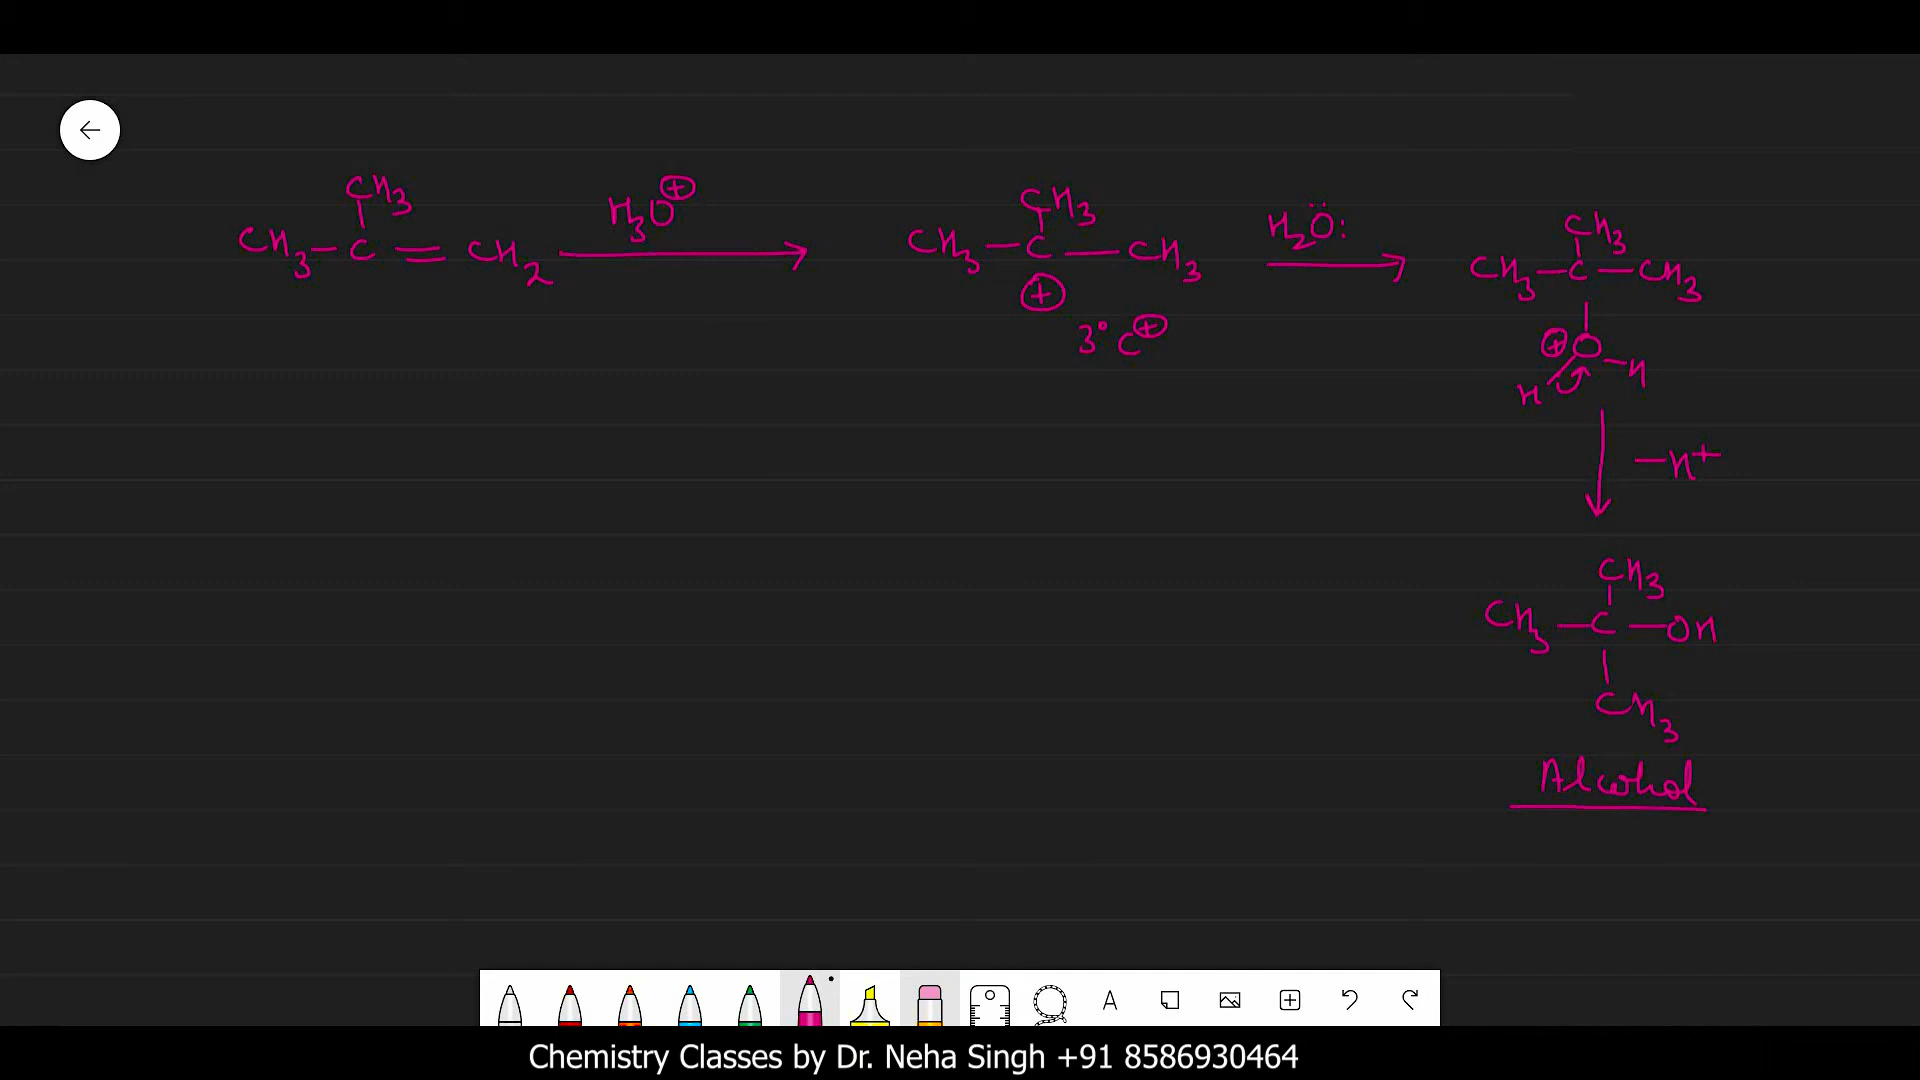 CH3
CH3 – C = CH2
H3O⊕
CH3
CH3 – C – CH3
⊕
3° C⊕
H2Ö:
CH3
CH3 – C – CH3
⊕O – H
H
–H+
CH3
CH3 – C – OH
CH3
Alcohol
A
Chemistry Classes by Dr. Neha Singh +91 8586930464